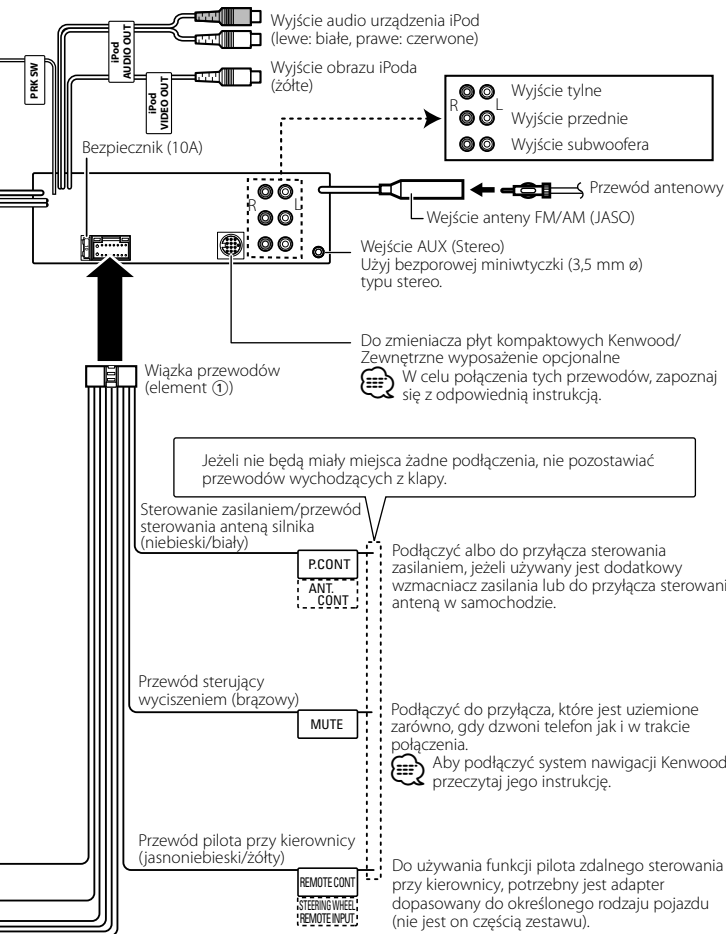 Wyjście audio urządzenia iPod
(lewe: białe, prawe: czerwone)
iPod
AUDIO OUT
PRK SW
Wyjście obrazu iPoda
(żółte)
iPod
VIDEO OUT
Wyjście tylne
R L
Wyjście przednie
Wyjście subwoofera
Bezpiecznik (10A)
R L
Przewód antenowy
Wejście anteny FM/AM (JASO)
Wejście AUX (Stereo)
Użyj bezporowej miniwtyczki (3,5 mm ø)
typu stereo.
Do zmieniacza płyt kompaktowych Kenwood/
Zewnętrzne wyposażenie opcjonalne
W celu połączenia tych przewodów, zapoznaj
się z odpowiednią instrukcją.
Wiązka przewodów
(element ①)
Jeżeli nie będą miały miejsca żadne podłączenia, nie pozostawiać
przewodów wychodzących z klapy.
Sterowanie zasilaniem/przewód
sterowania anteną silnika
(niebieski/biały)
P.CONT
ANT.
CONT
Podłączyć albo do przyłącza sterowania
zasilaniem, jeżeli używany jest dodatkowy
wzmacniacz zasilania lub do przyłącza sterowani
anteną w samochodzie.
Przewód sterujący
wyciszeniem (brązowy)
MUTE
Podłączyć do przyłącza, które jest uziemione
zarówno, gdy dzwoni telefon jak i w trakcie
połączenia.
Aby podłączyć system nawigacji Kenwood
przeczytaj jego instrukcję.
Przewód pilota przy kierownicy
(jasnoniebieski/żółty)
REMOTE CONT
STEERING WHEEL
REMOTE INPUT
Do używania funkcji pilota zdalnego sterowania
przy kierownicy, potrzebny jest adapter
dopasowany do określonego rodzaju pojazdu
(nie jest on częścią zestawu).